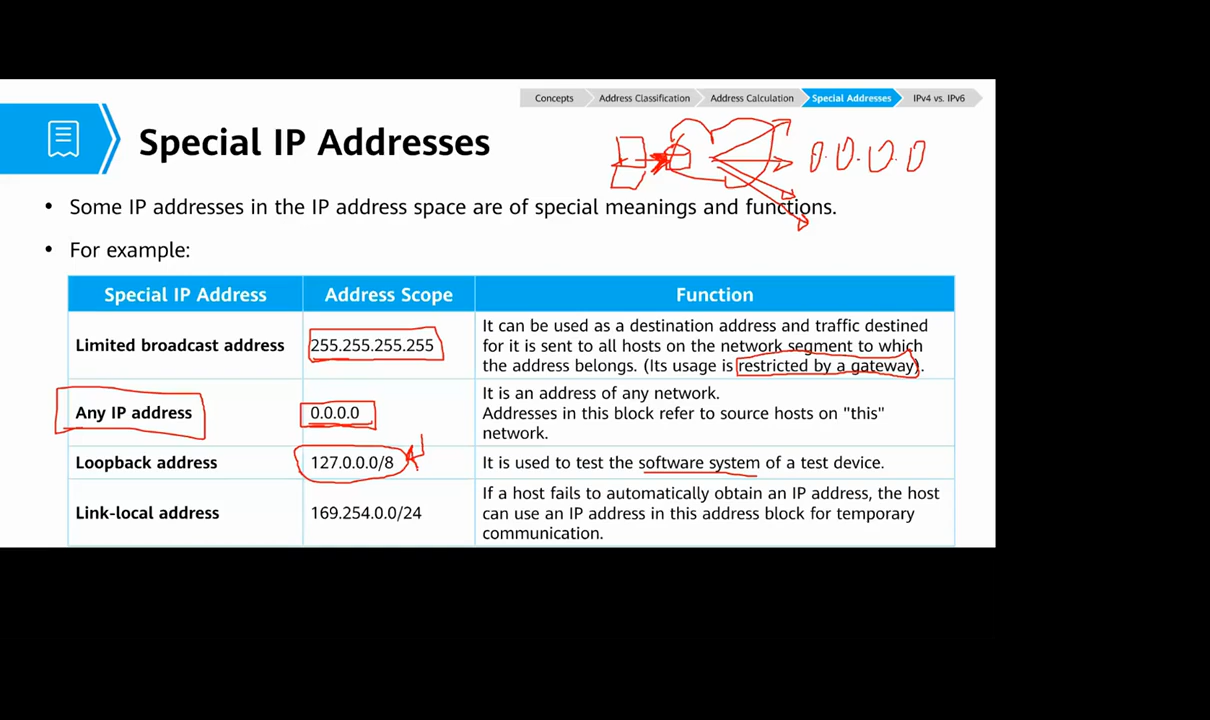 Concepts
Address Classification
Address Calculation
Special Addresses
IPv4 vs. IPv6
Special IP Addresses
0.0.0.0
• Some IP addresses in the IP address space are of special meanings and functions.
• For example:
Special IP Address
Address Scope
Function
Limited broadcast address
255.255.255.255
It can be used as a destination address and traffic destined
for it is sent to all hosts on the network segment to which
the address belongs. (Its usage is restricted by a gateway).
Any IP address
0.0.0.0
It is an address of any network.
Addresses in this block refer to source hosts on "this"
network.
Loopback address
127.0.0.0/8
It is used to test the software system of a test device.
Link-local address
169.254.0.0/24
If a host fails to automatically obtain an IP address, the host
can use an IP address in this address block for temporary
communication.